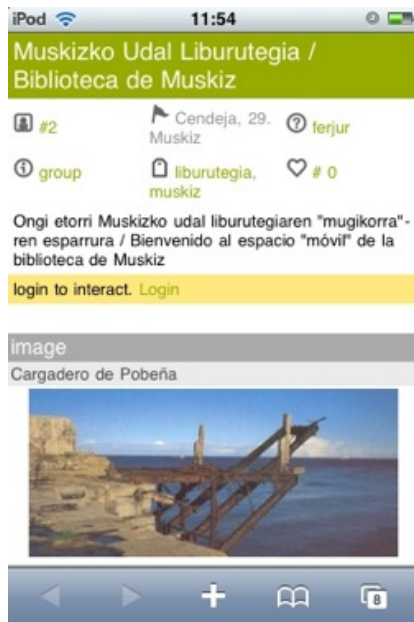 iPod 11:54
Muskizko Udal Liburutegia /
Biblioteca de Muskiz
#2 Cendeja, 29. ferjur
Muskiz
group liburutegia, # 0
muskiz
Ongi etorri Muskizko udal liburutegiaren "mugikorra"-
ren esparrura / Bienvenido al espacio "móvil" de la
biblioteca de Muskiz
login to interact. Login
image
Cargadero de Pobeña
8